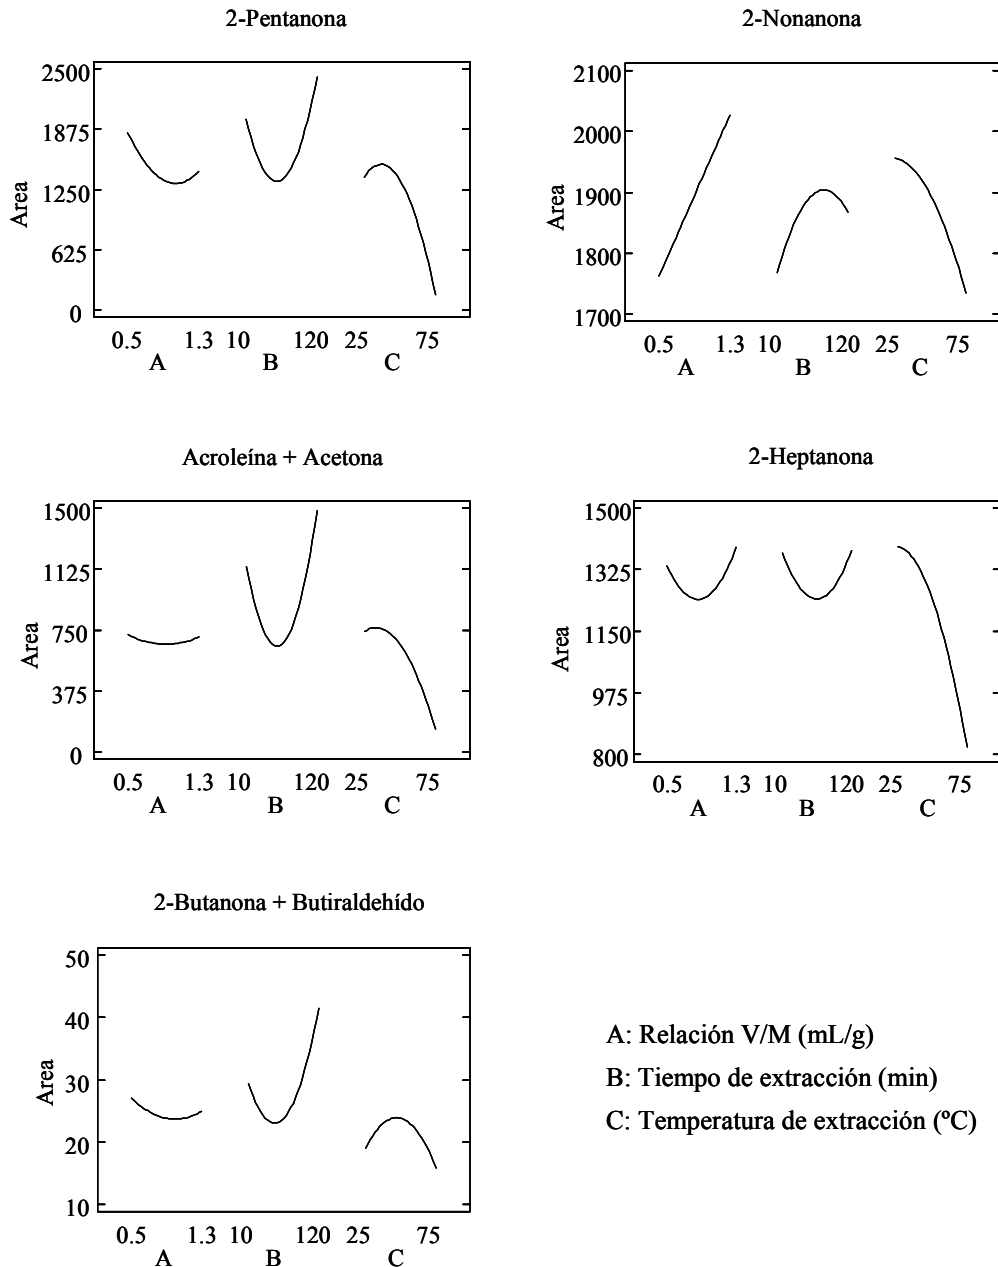 2-Pentanona
2500
1875
1250
625
0
Area
0.5 1.3 10 120 25 75
A B C
2-Nonanona
2100
2000
1900
1800
1700
Area
0.5 1.3 10 120 25 75
A B C
Acroleína + Acetona
1500
1125
750
375
0
Area
0.5 1.3 10 120 25 75
A B C
2-Heptanona
1500
1325
1150
975
800
Area
0.5 1.3 10 120 25 75
A B C
2-Butanona + Butiraldehído
50
40
30
20
10
Area
0.5 1.3 10 120 25 75
A B C
A: Relación V/M (mL/g)
B: Tiempo de extracción (min)
C: Temperatura de extracción (ºC)